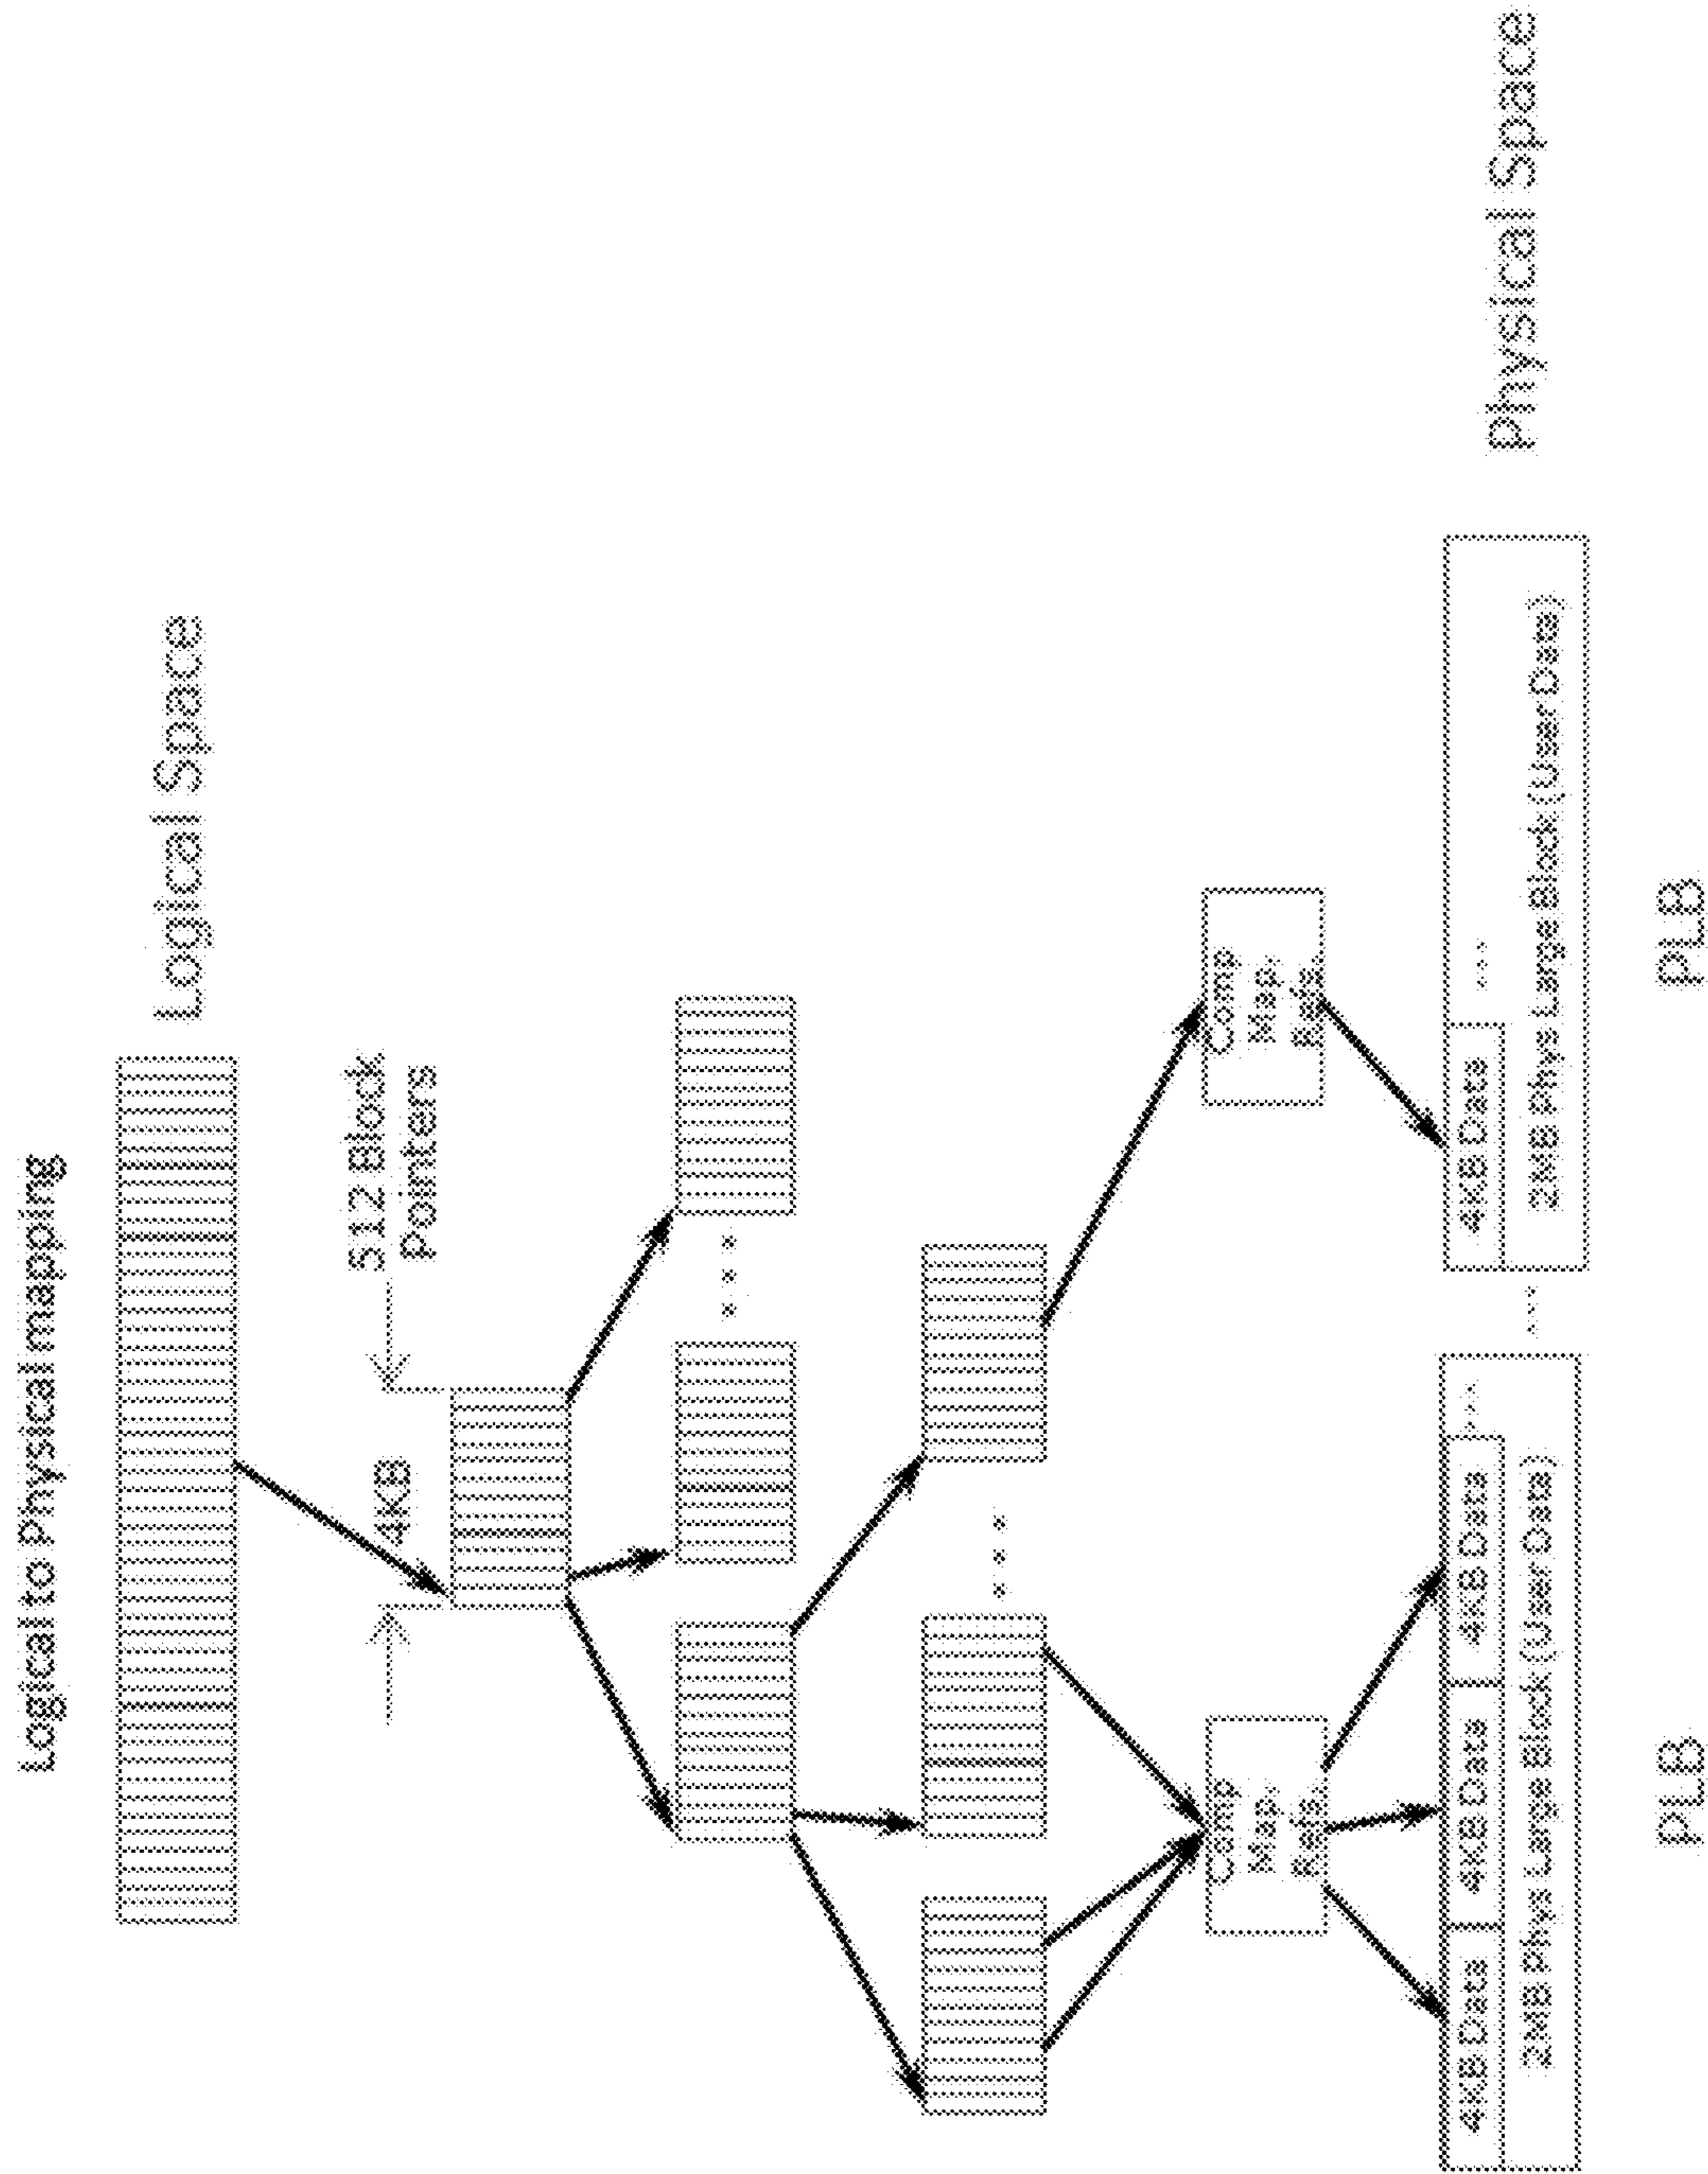 Logical to Physical mapping
Logical Space
512 Block
Pointers
4KB
...
...
Comp
Map,
Rais.
Comp
Map,
Rais.
4KB Data
4KB Data
4KB Data
...
2MB Phys Large Block (User Data)
...
4KB Data
...
2MB Phys Large Block (User Data)
Physical Space
PLB
PLB